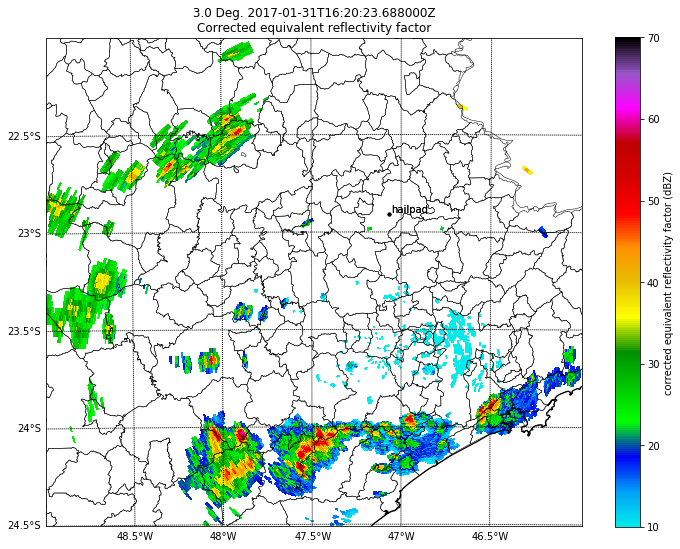 3.0 Deg. 2017-01-31T16:20:23.688000Z
Corrected equivalent reflectivity factor
70
60
50
40
30
20
10
corrected equivalent reflectivity factor (dBZ)
22.5°S
23°S
23.5°S
24°S
24.5°S
hailpad
48.5°W
48°W
47.5°W
47°W
46.5°W